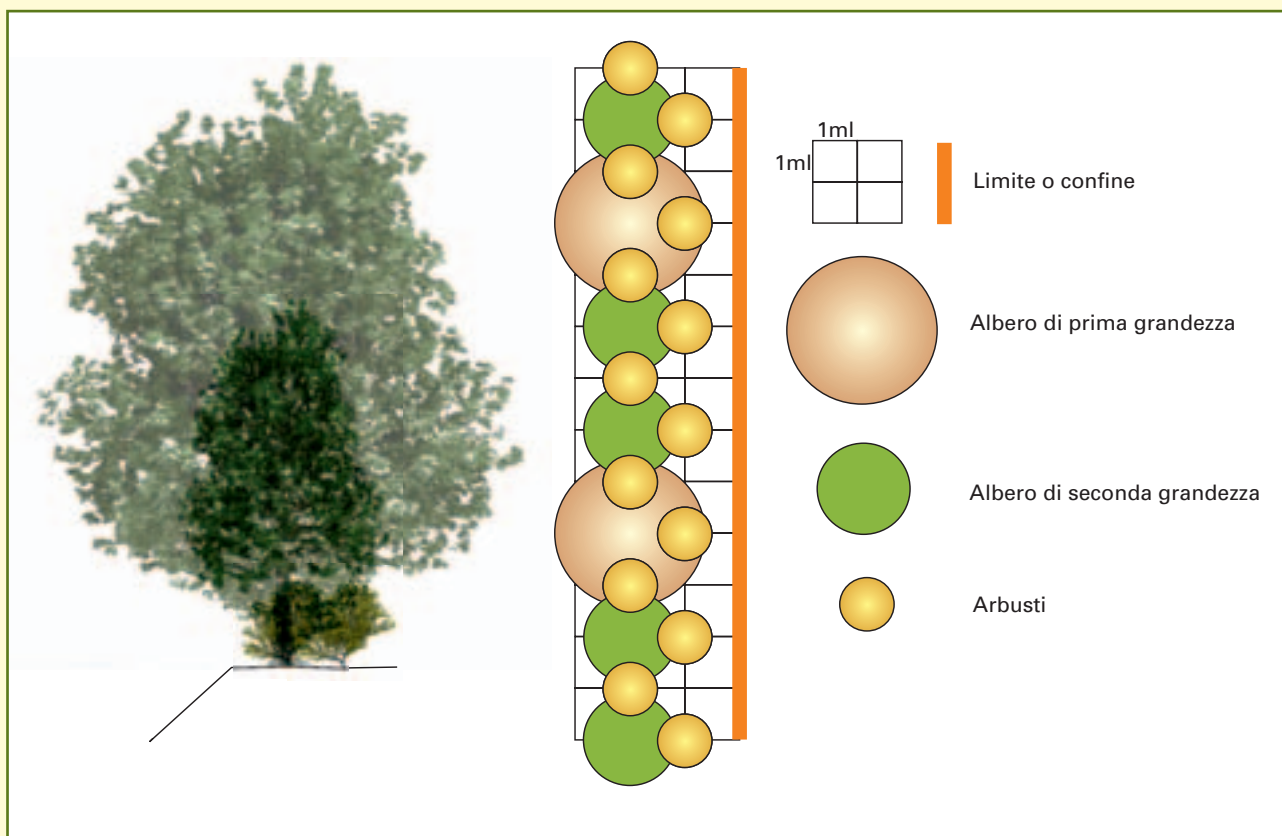 1ml
1ml
Limite o confine
Albero di prima grandezza
Albero di seconda grandezza
Arbusti